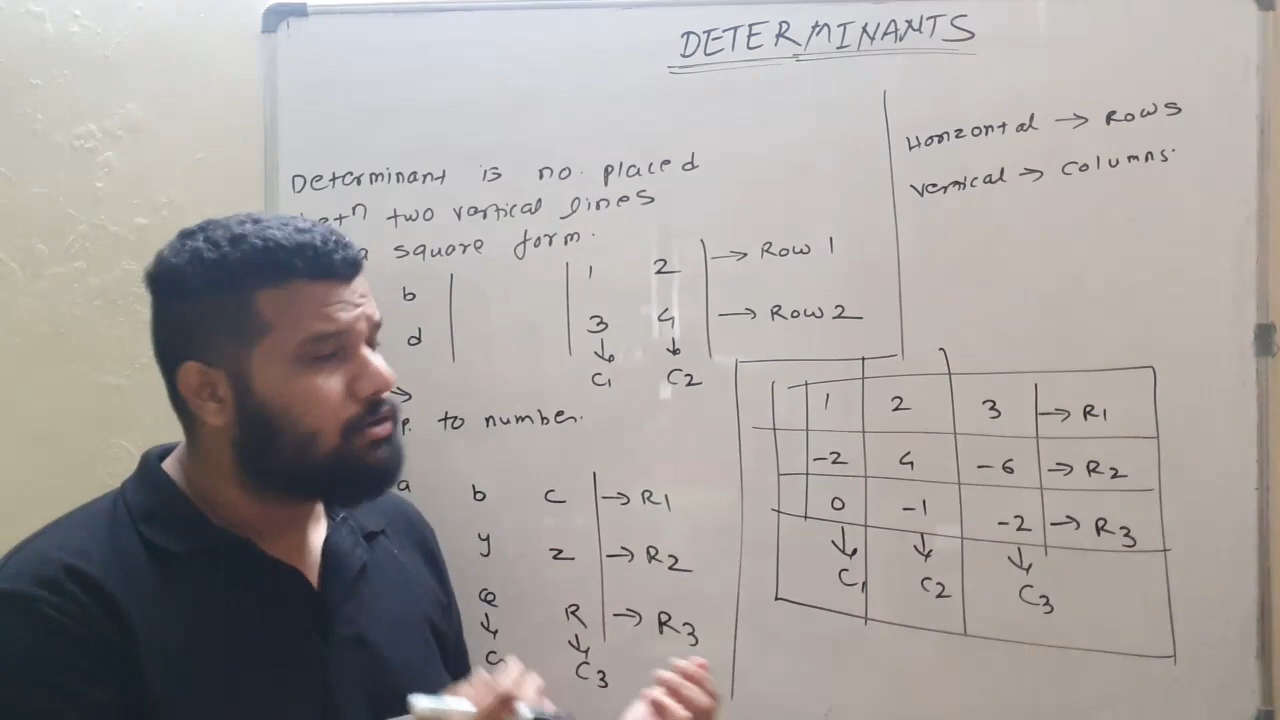 DETERMINANTS
Determinant is no. placed
two vertical lines
a square form.
b
d
1 2 → Row 1
3 4 → Row 2
↓ ↓
C1 C2
→
p. to number.
a b c → R1
y z → R2
Q R → R3
↓ ↓
C3
Horizontal → Rows
Vertical → Columns.
1 2 3 → R1
-2 4 -6 → R2
0 -1 -2 → R3
↓ ↓ ↓
C1 C2 C3